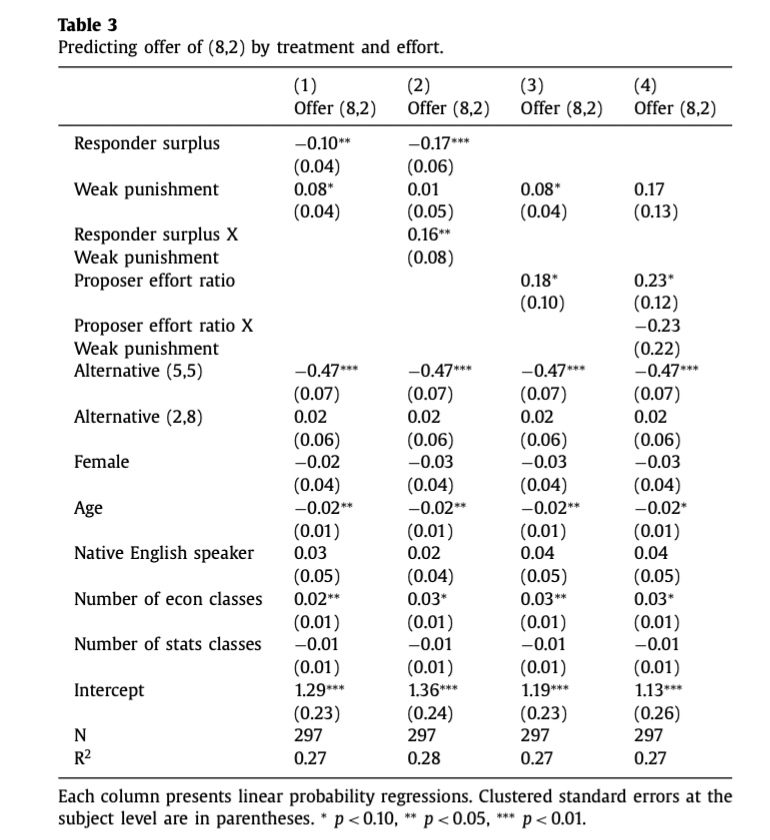 Table 3
Predicting offer of (8,2) by treatment and effort.
(1) (2) (3) (4)
Offer (8,2) Offer (8,2) Offer (8,2) Offer (8,2)
Responder surplus −0.10** −0.17***
(0.04) (0.06)
Weak punishment 0.08* 0.01 0.08* 0.17
(0.04) (0.05) (0.04) (0.13)
Responder surplus X 0.16**
Weak punishment (0.08)
Proposer effort ratio 0.18* 0.23*
(0.10) (0.12)
Proposer effort ratio X −0.23
Weak punishment (0.22)
Alternative (5,5) −0.47*** −0.47*** −0.47*** −0.47***
(0.07) (0.07) (0.07) (0.07)
Alternative (2,8) 0.02 0.02 0.02 0.02
(0.06) (0.06) (0.06) (0.06)
Female −0.02 −0.03 −0.03 −0.03
(0.04) (0.04) (0.04) (0.04)
Age −0.02** −0.02** −0.02** −0.02*
(0.01) (0.01) (0.01) (0.01)
Native English speaker 0.03 0.02 0.04 0.04
(0.05) (0.04) (0.05) (0.05)
Number of econ classes 0.02** 0.03* 0.03** 0.03*
(0.01) (0.01) (0.01) (0.01)
Number of stats classes −0.01 −0.01 −0.01 −0.01
(0.01) (0.01) (0.01) (0.01)
Intercept 1.29*** 1.36*** 1.19*** 1.13***
(0.23) (0.24) (0.23) (0.26)
N 297 297 297 297
R² 0.27 0.28 0.27 0.27
Each column presents linear probability regressions. Clustered standard errors at the
subject level are in parentheses. * p < 0.10, ** p < 0.05, *** p < 0.01.